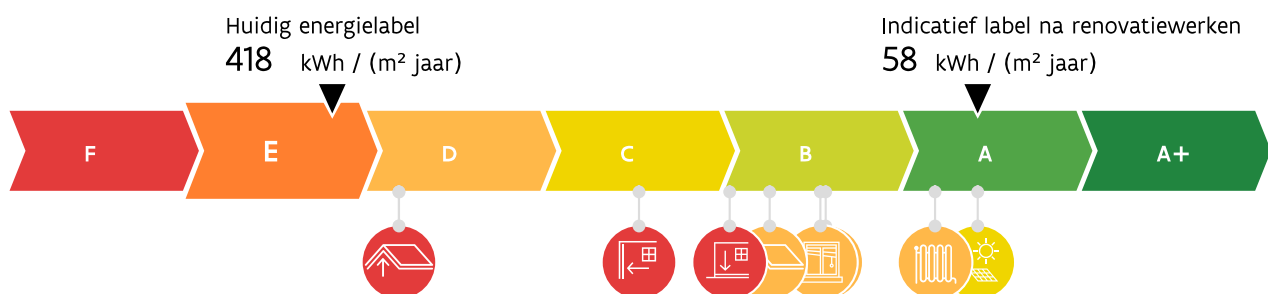 Huidig energielabel
418 kWh / (m² jaar)
Indicatief label na renovatiewerken
58 kWh / (m² jaar)
F E D C B A A+